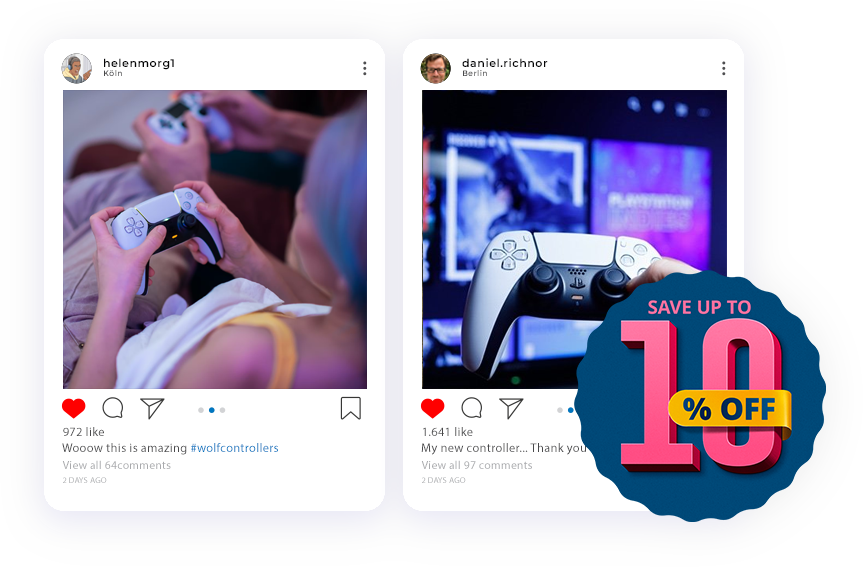 helenmorg1
Köln
972 like
Wooow this is amazing #wolfcontrollers
View all 64comments
2 DAYS AGO
daniel.richnor
Berlin
PLAYSTATION
1.641 like
My new controller... Thank you
View all 97 comments
2 DAYS AGO
SAVE UP TO
10
% OFF